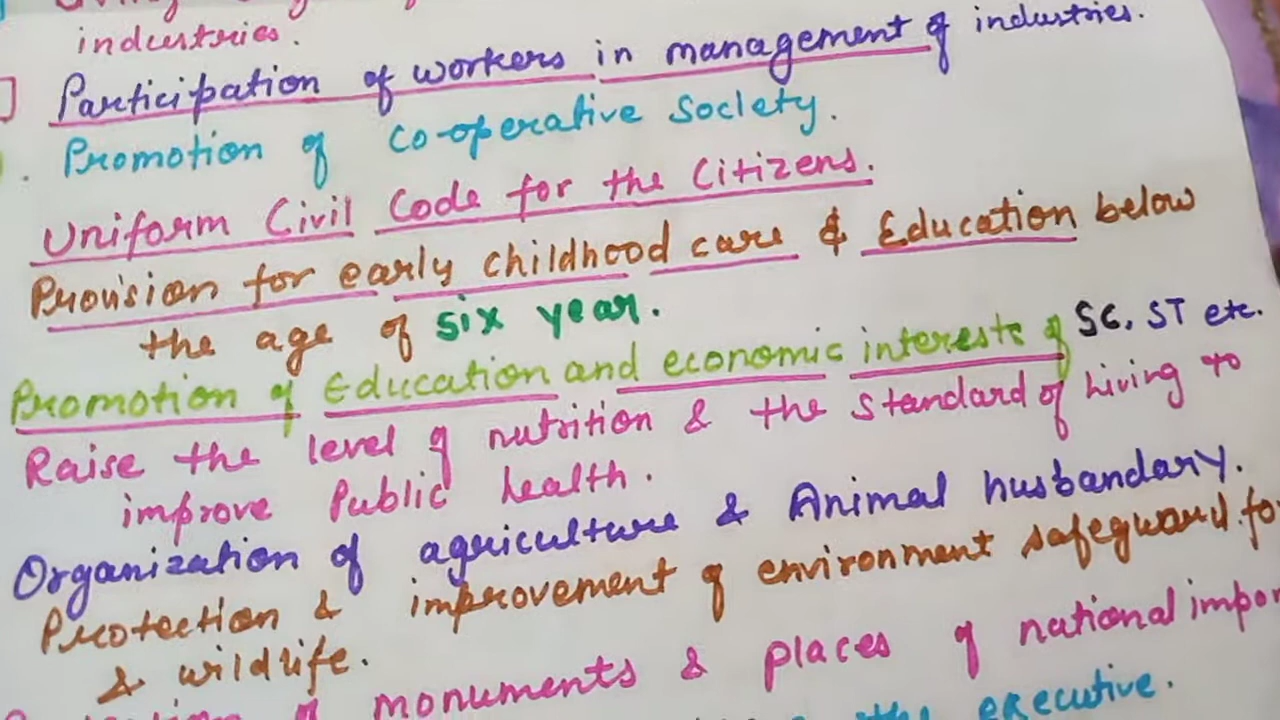 industries.
Participation of workers in management of industries.
Promotion of co-operative Society.
Uniform Civil Code for the Citizens.
Provision for early childhood care & Education below
the age of six year.
Promotion of Education and economic interests of SC, ST etc.
Raise the level of nutrition & the standard of living to
improve Public health.
Organization of agriculture & Animal husbandary.
Protection & improvement of environment safeguard fo
& wildlife.
monuments & places of national impor
the executive.